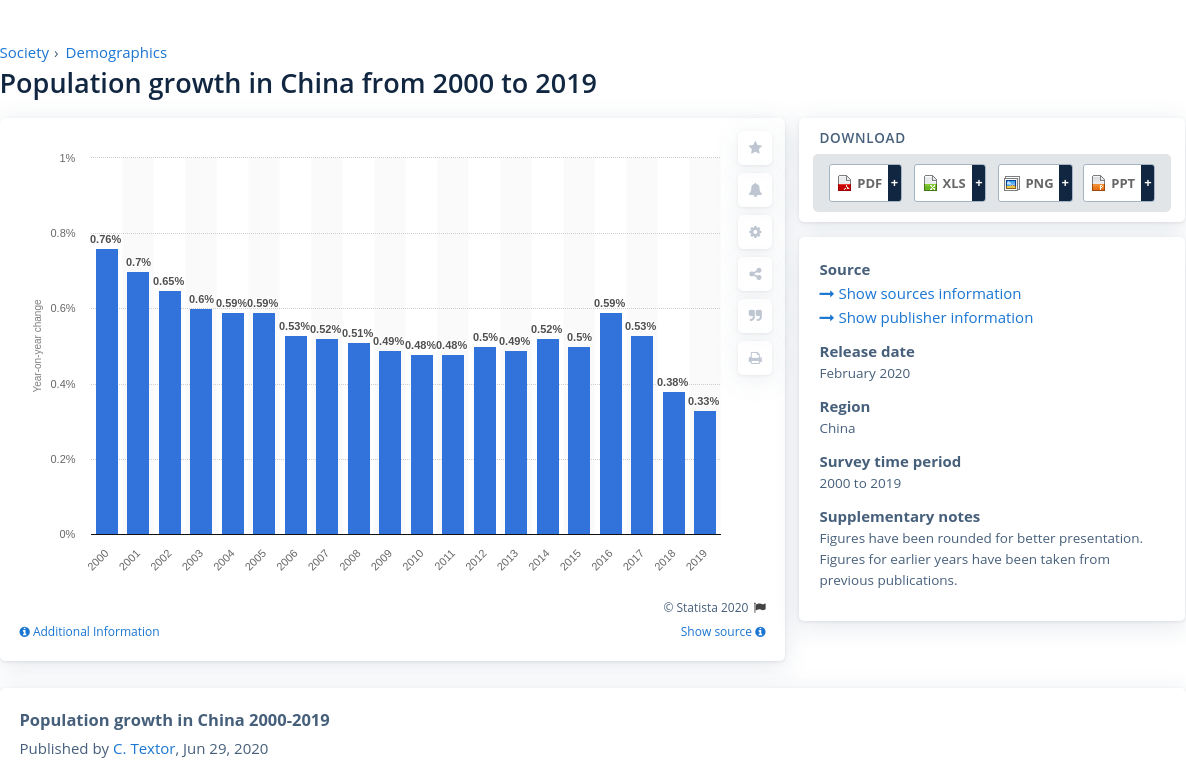 Society › Demographics
Population growth in China from 2000 to 2019
1%
0.8%
0.6%
0.4%
0.2%
0%
Year-on-year change
0.76%
0.7%
0.65%
0.6%
0.59%
0.59%
0.53%
0.52%
0.51%
0.49%
0.48%
0.48%
0.5%
0.49%
0.52%
0.5%
0.59%
0.53%
0.38%
0.33%
2000
2001
2002
2003
2004
2005
2006
2007
2008
2009
2010
2011
2012
2013
2014
2015
2016
2017
2018
2019
© Statista 2020
Additional Information
Show source
DOWNLOAD
PDF +
XLS +
PNG +
PPT +
Source
Show sources information
Show publisher information
Release date
February 2020
Region
China
Survey time period
2000 to 2019
Supplementary notes
Figures have been rounded for better presentation.
Figures for earlier years have been taken from
previous publications.
Population growth in China 2000-2019
Published by C. Textor, Jun 29, 2020